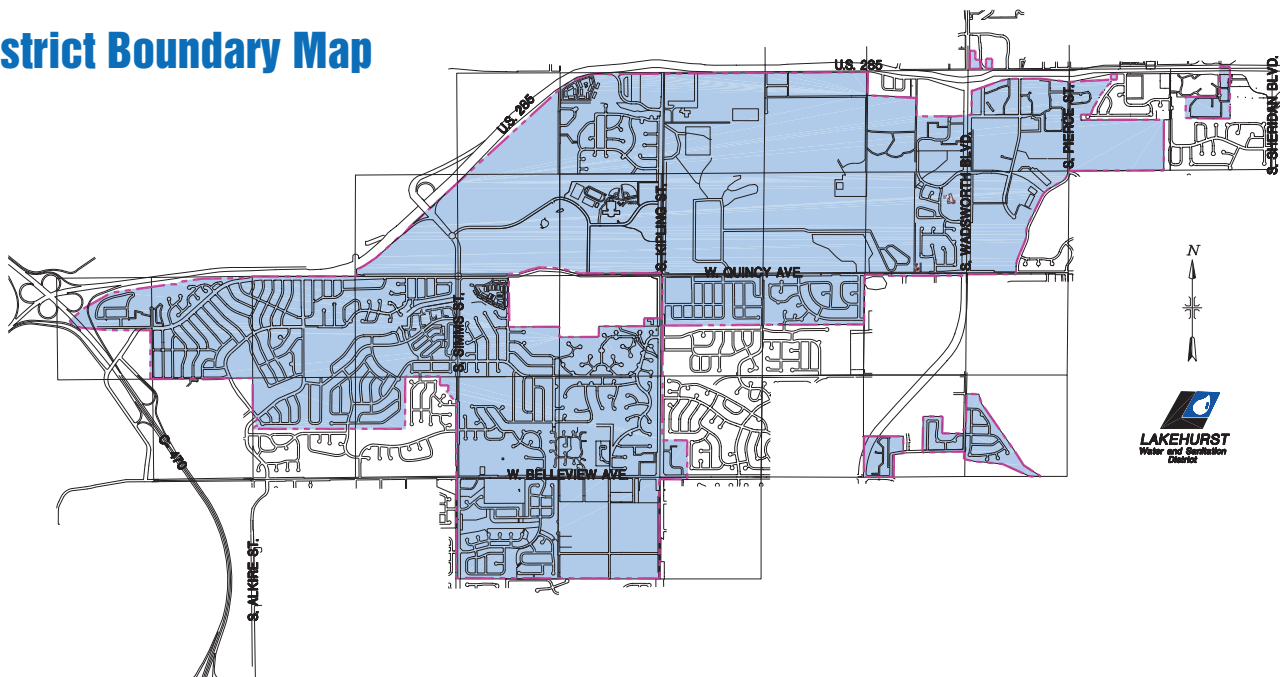 strict Boundary Map
U.S. 285
U.S. 285
S. SHERIDAN BLVD.
S. PIERCE ST.
S. WADSWORTH BLVD.
S. KIPLING ST.
W. QUINCY AVE.
N
S. SIMMS ST.
LAKEHURST
Water and Sanitation
District
C-470
W. BELLEVIEW AVE.
S. ALKIRE ST.